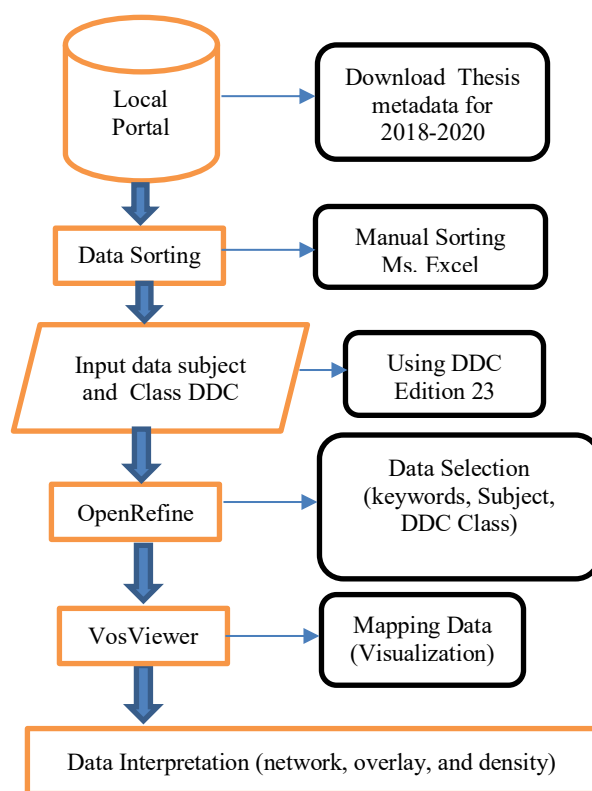 Local
Portal
Download Thesis
metadata for
2018-2020
Data Sorting
Manual Sorting
Ms. Excel
Input data subject
and Class DDC
Using DDC
Edition 23
OpenRefine
Data Selection
(keywords, Subject,
DDC Class)
VosViewer
Mapping Data
(Visualization)
Data Interpretation (network, overlay, and density)